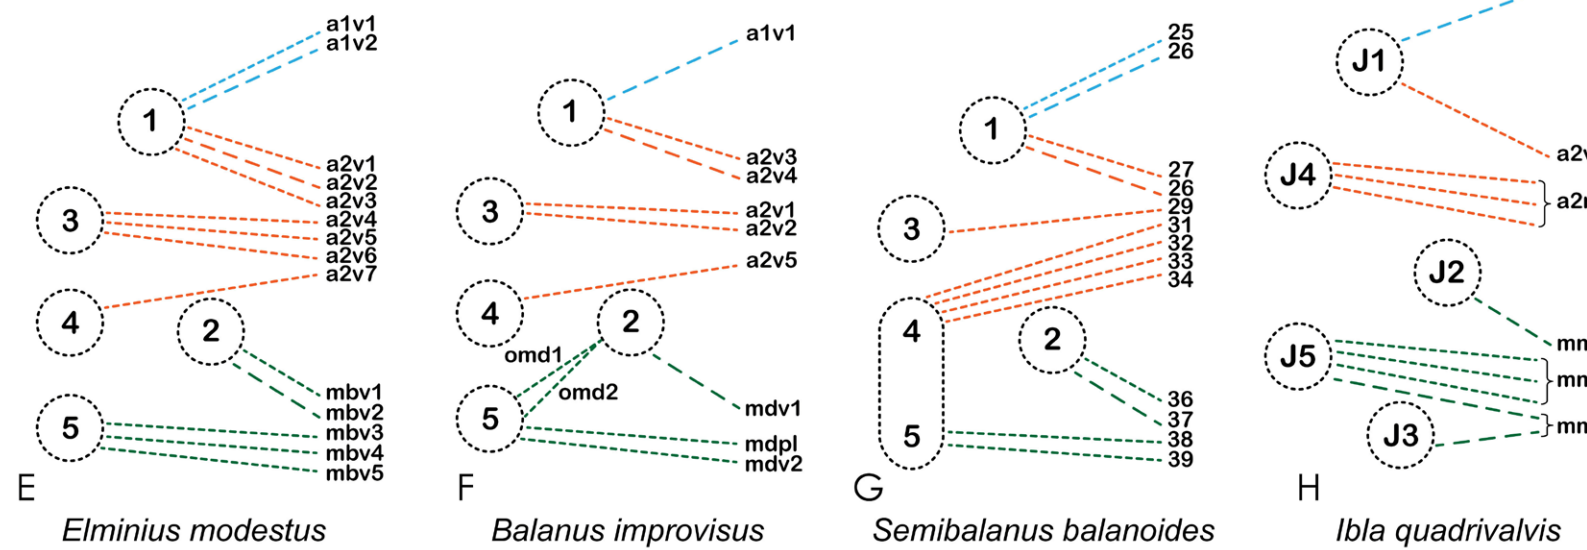 a1v1
a1v2
1
a2v1
a2v2
a2v3
3
a2v4
a2v5
a2v6
a2v7
4
2
mbv1
mbv2
5
mbv3
mbv4
mbv5
E
Elminius modestus
a1v1
1
a2v3
a2v4
3
a2v1
a2v2
a2v5
4
2
omd1
omd2
mdv1
5
mdpl
mdv2
F
Balanus improvisus
25
26
1
27
26
29
3
31
32
33
34
4
2
36
37
5
38
39
G
Semibalanus balanoides
J1
J4
J2
J5
J3
H
Ibla quadrivalvis